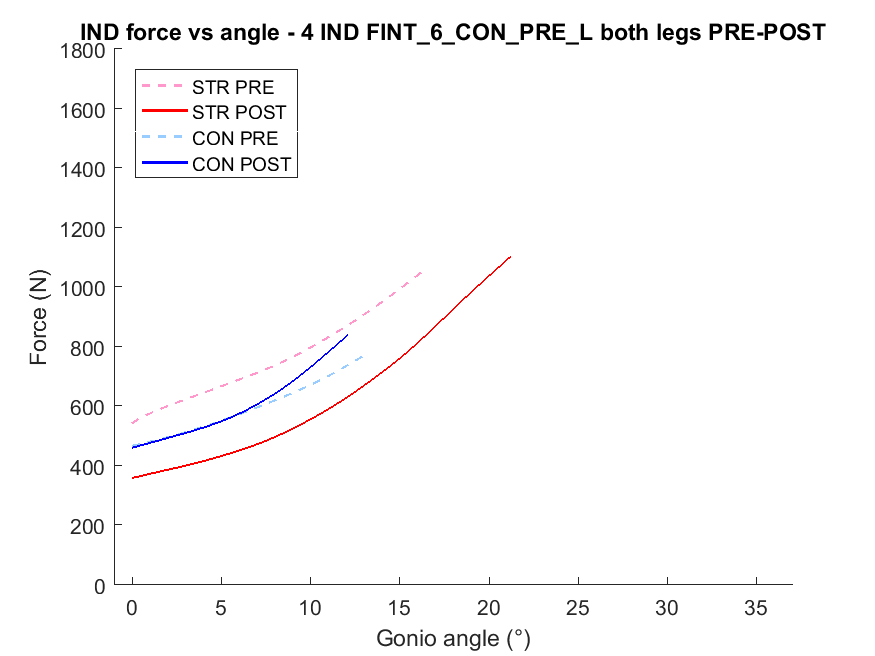 IND force vs angle - 4 IND FINT_6_CON_PRE_L both legs PRE-POST
1800
1800
1600
1400
1200
1000
800
600
400
200
0
STR PRE
STR POST
CON PRE
CON POST
Force (N)
0 5 10 15 20 25 30 35
Gonio angle (°)